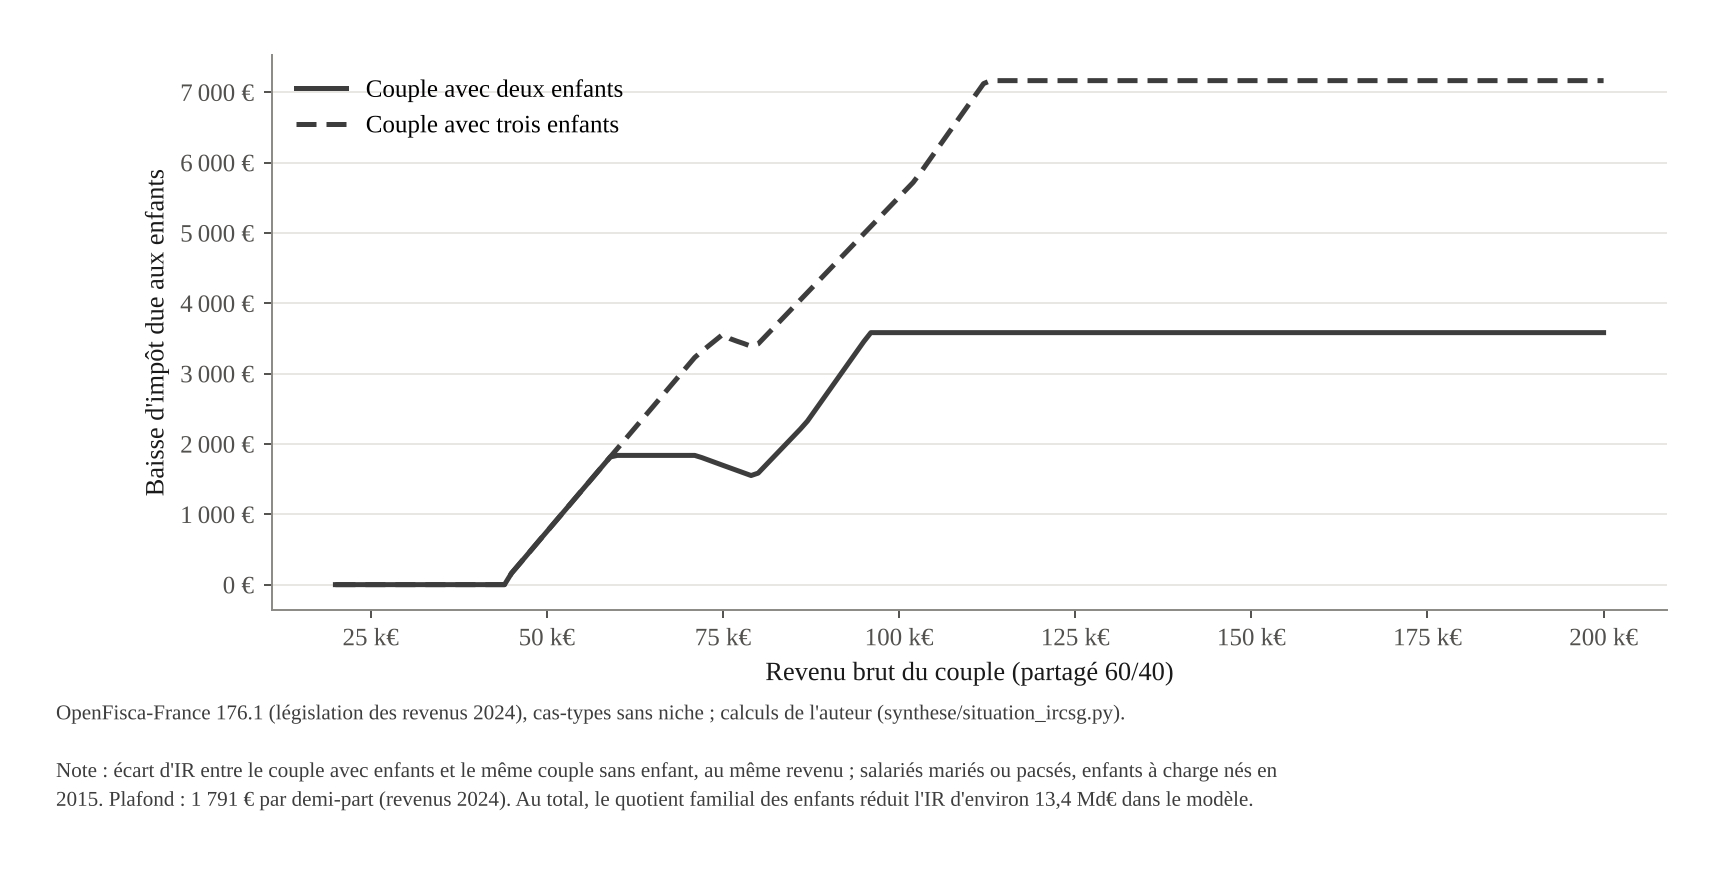 Couple avec deux enfants
Couple avec trois enfants
Baisse d'impôt due aux enfants
7 000 €
6 000 €
5 000 €
4 000 €
3 000 €
2 000 €
1 000 €
0 €
25 k€ 50 k€ 75 k€ 100 k€ 125 k€ 150 k€ 175 k€ 200 k€
Revenu brut du couple (partagé 60/40)
OpenFisca-France 176.1 (législation des revenus 2024), cas-types sans niche ; calculs de l'auteur (synthese/situation_ircsg.py).
Note : écart d'IR entre le couple avec enfants et le même couple sans enfant, au même revenu ; salariés mariés ou pacsés, enfants à charge nés en
2015. Plafond : 1 791 € par demi-part (revenus 2024). Au total, le quotient familial des enfants réduit l'IR d'environ 13,4 Md€ dans le modèle.